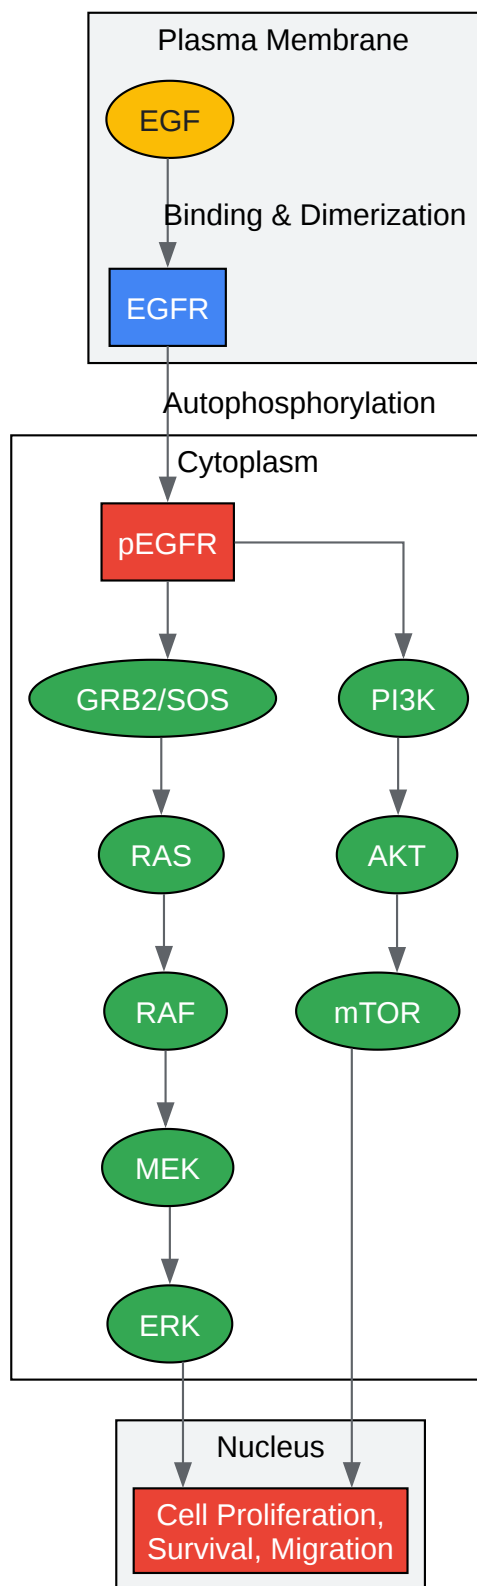 Plasma Membrane
EGF
Binding & Dimerization
EGFR
Autophosphorylation
Cytoplasm
pEGFR
GRB2/SOS
PI3K
RAS
AKT
RAF
mTOR
MEK
ERK
Nucleus
Cell Proliferation,
Survival, Migration